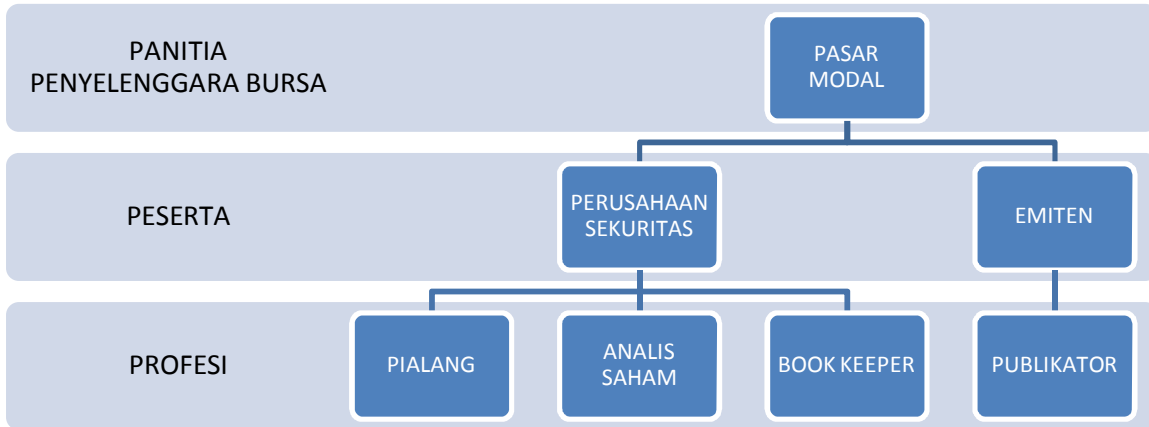 PANITIA
PENYELENGGARA BURSA
PASAR
MODAL
PESERTA
PERUSAHAAN
SEKURITAS
EMITEN
PROFESI
PIALANG
ANALIS
SAHAM
BOOK KEEPER
PUBLIKATOR